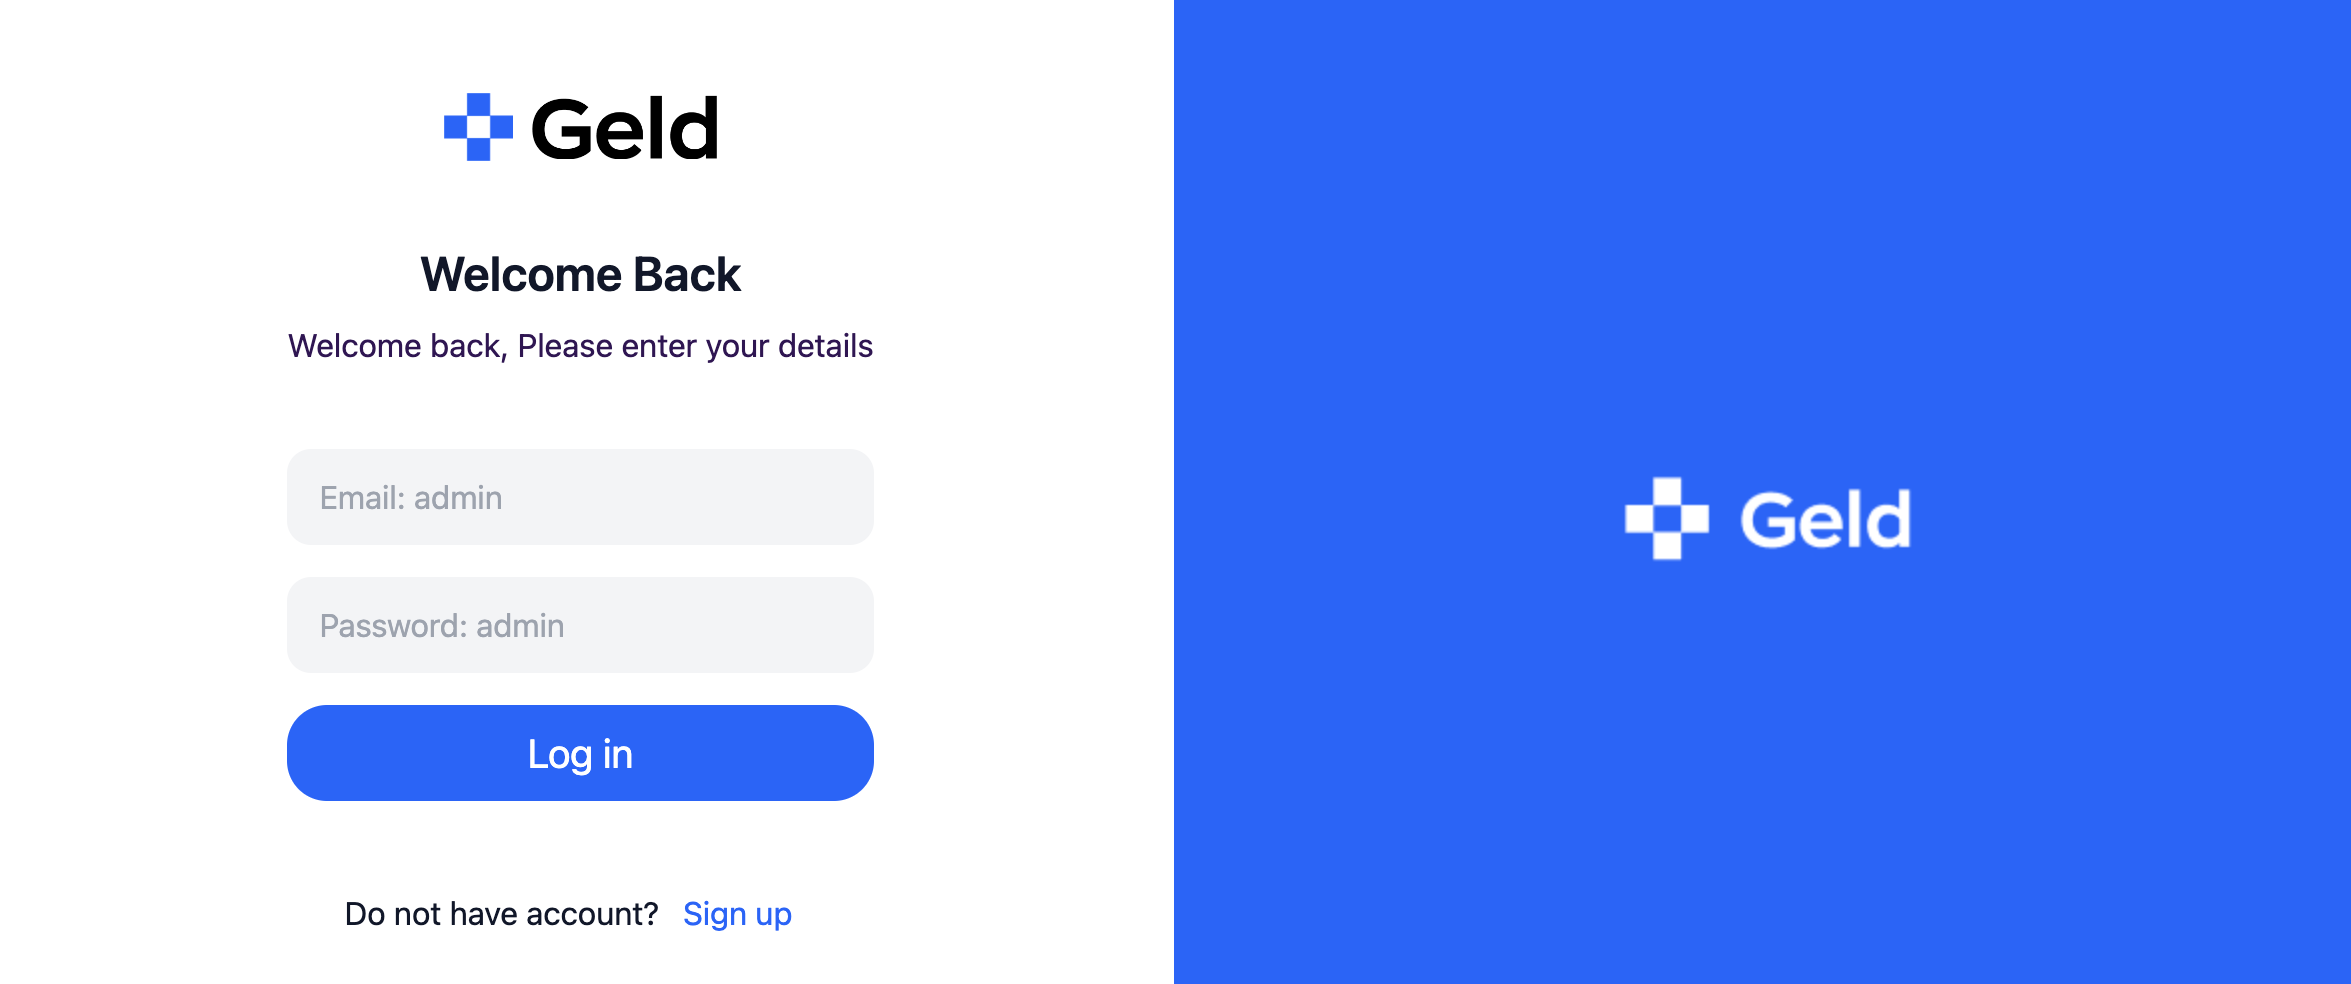 Geld
Welcome Back
Welcome back, Please enter your details
Email: admin
Password: admin
Log in
Do not have account? Sign up
Geld